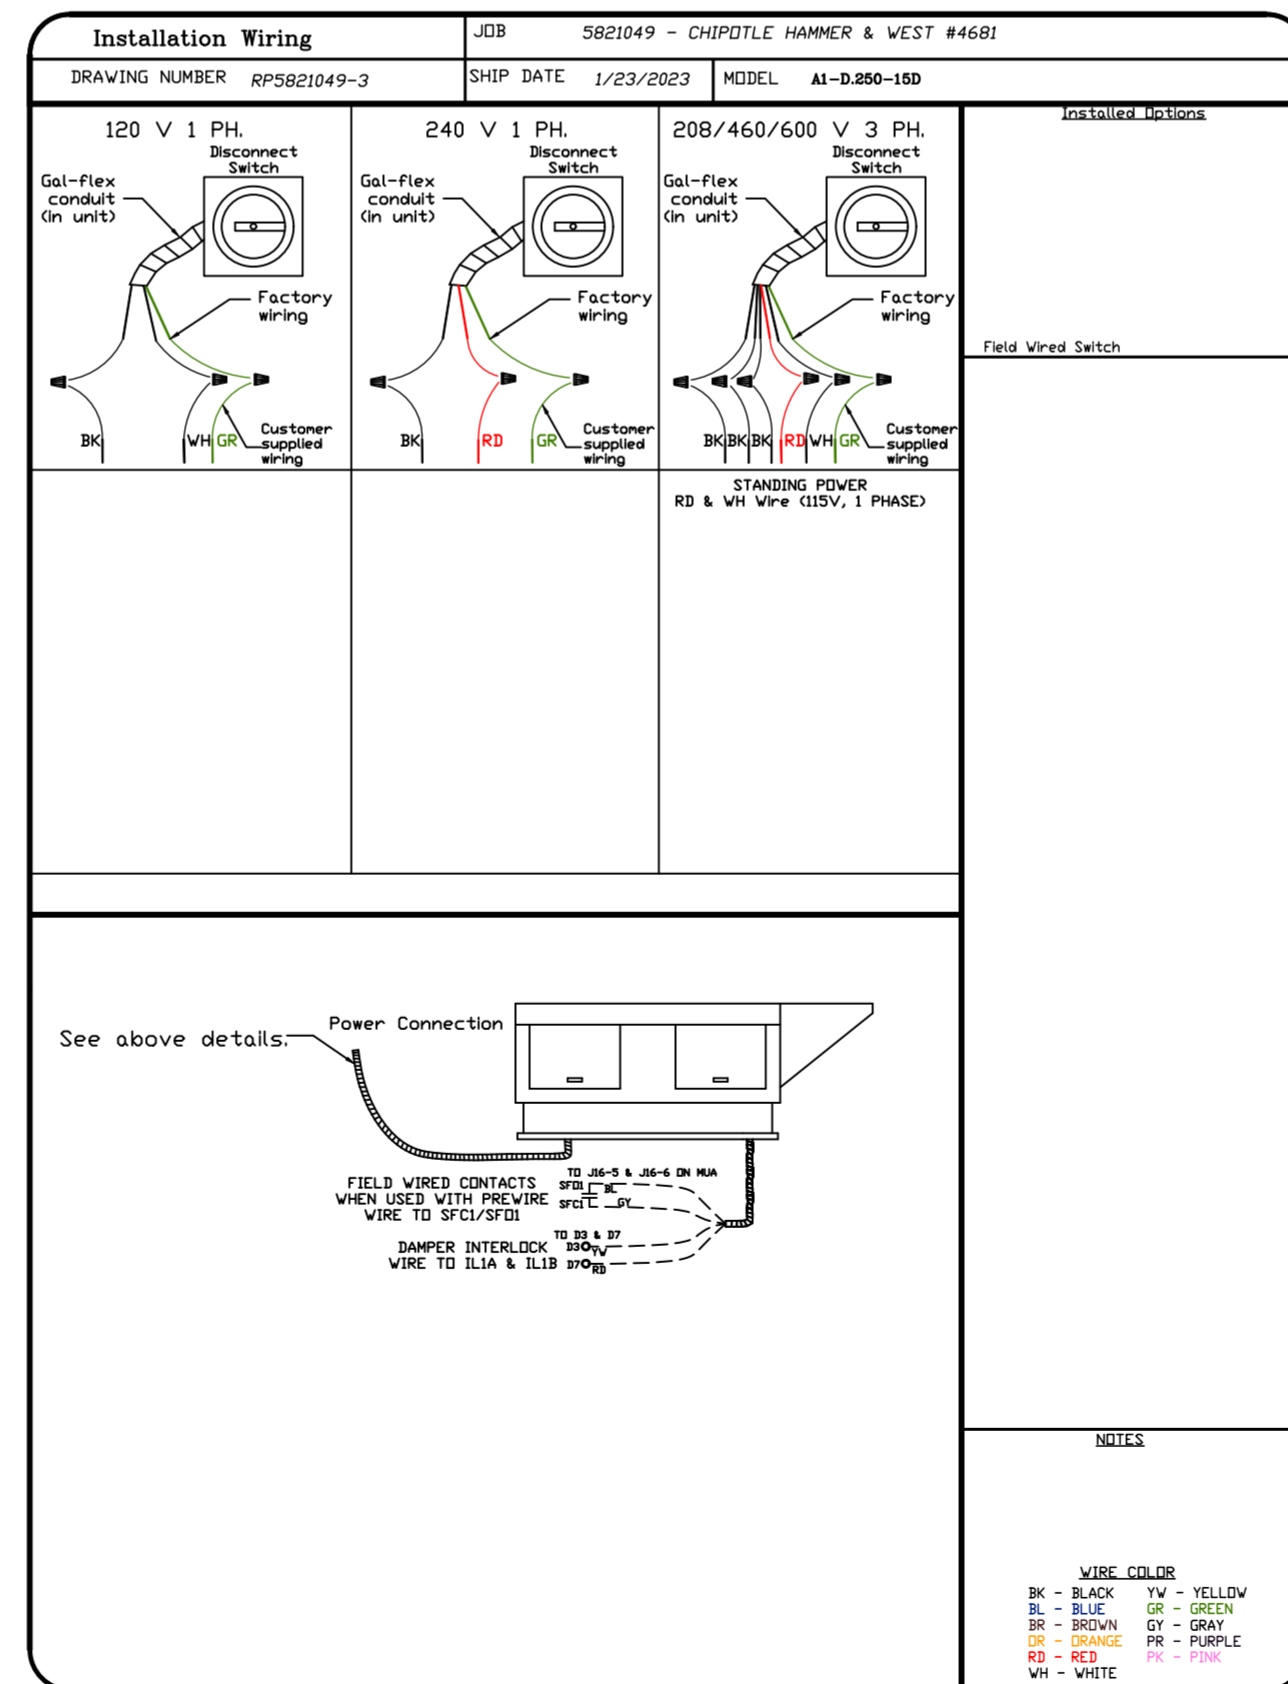 Installation Wiring
JOB 5821049 - CHIPOTLE HAMMER & WEST #4681
DRAWING NUMBER RP5821049-3
SHIP DATE 1/23/2023
MODEL A1-D.250-15D
120 V 1 PH.
Disconnect
Switch
Gal-flex
conduit
(in unit)
Factory
wiring
BK
WH
GR
Customer
supplied
wiring
240 V 1 PH.
Disconnect
Switch
Gal-flex
conduit
(in unit)
Factory
wiring
BK
RD
GR
Customer
supplied
wiring
208/460/600 V 3 PH.
Disconnect
Switch
Gal-flex
conduit
(in unit)
Factory
wiring
BK
BK
BK
RD
WH
GR
Customer
supplied
wiring
STANDING POWER
RD & WH Wire (115V, 1 PHASE)
Installed Options
Field Wired Switch
See above details.
Power Connection
FIELD WIRED CONTACTS
WHEN USED WITH PREWIRE
WIRE TO SFC1/SFO1
TO J16-5 & J16-6 ON MUA
SFO1
BL
SFC1
GY
DAMPER INTERLOCK
WIRE TO IL1A & IL1B
TO D3 & D7
D3
YW
D7
RD
NOTES
WIRE COLOR
BK - BLACK YW - YELLOW
BL - BLUE GR - GREEN
BR - BROWN GY - GRAY
OR - ORANGE PR - PURPLE
RD - RED PK - PINK
WH - WHITE